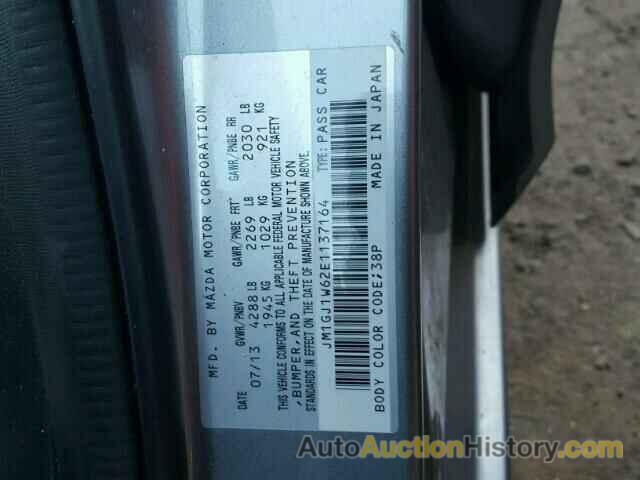 MFD. BY MAZDA MOTOR CORPORATION
GVWR/PNBV GAWR/PNBE FRT GAWR/PNBE RR
DATE 07/13 4288 LB 2269 LB 2030 LB
1945 KG 1029 KG 921 KG
THIS VEHICLE CONFORMS TO ALL APPLICABLE FEDERAL MOTOR VEHICLE SAFETY
,BUMPER,AND THEFT PREVENTION
STANDARDS IN EFFECT ON THE DATE OF MANUFACTURE SHOWN ABOVE.
JM1GJ1W62E1137164 TYPE: PASS CAR
BODY COLOR CODE:38P MADE IN JAPAN
AutoAuctionHistory.com